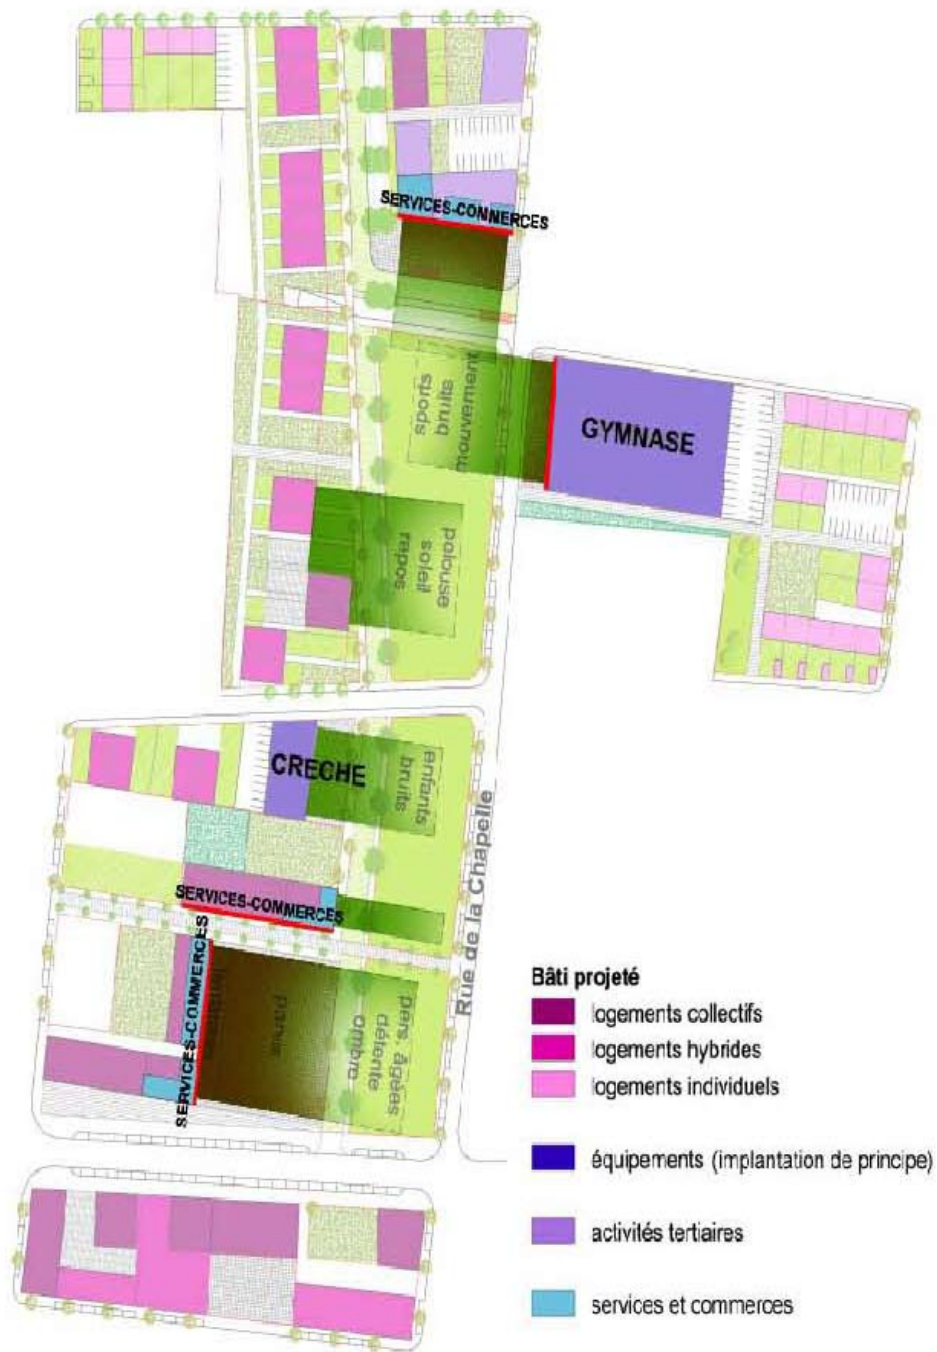 SERVICES-COMMERCES
sports
bruits
mouvement
GYMNASE
pelouse
soleil
repos
CRECHE
enfants
bruits
Rue de la Chapelle
SERVICES-COMMERCES
SERVICES-COMMERCES
parvis
pers. âgées
détente
ombre
Bâti projeté
logements collectifs
logements hybrides
logements individuels
équipements (implantation de principe)
activités tertiaires
services et commerces